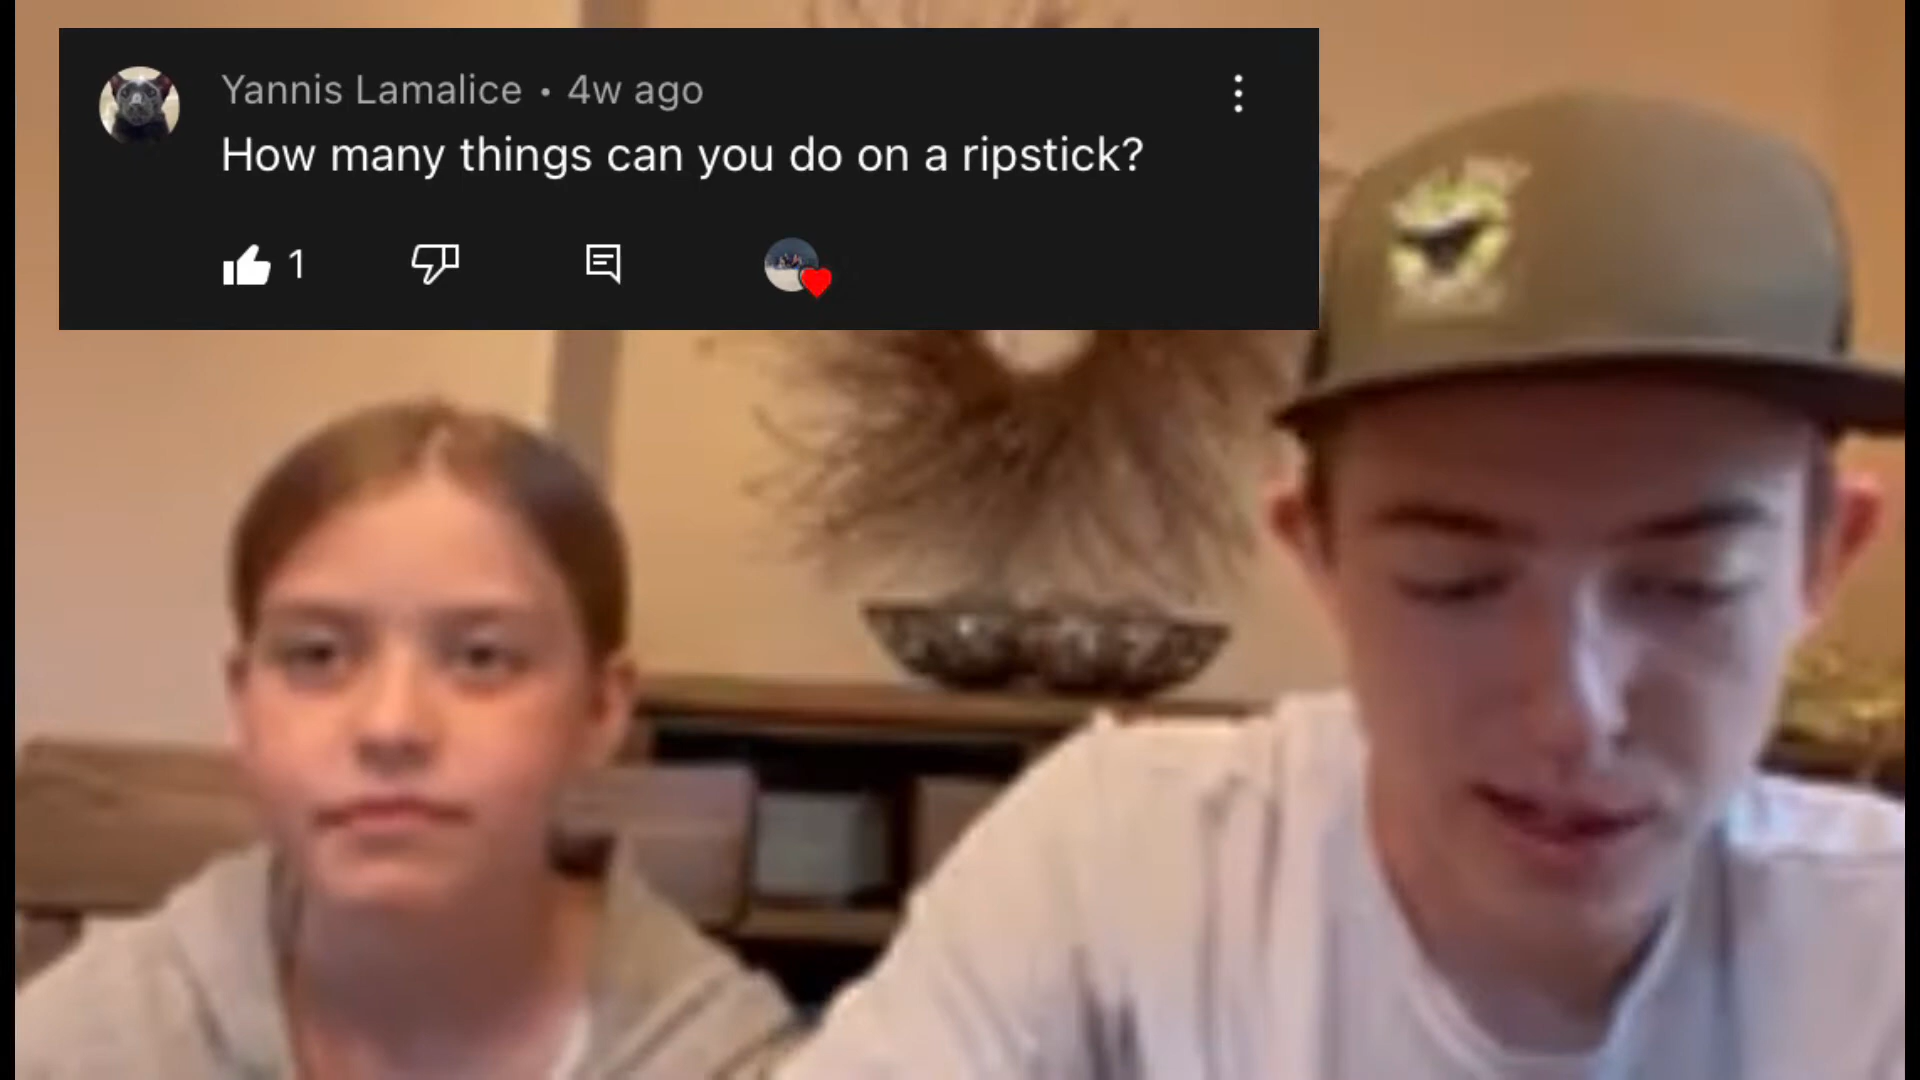 Yannis Lamalice • 4w ago
How many things can you do on a ripstick?
1